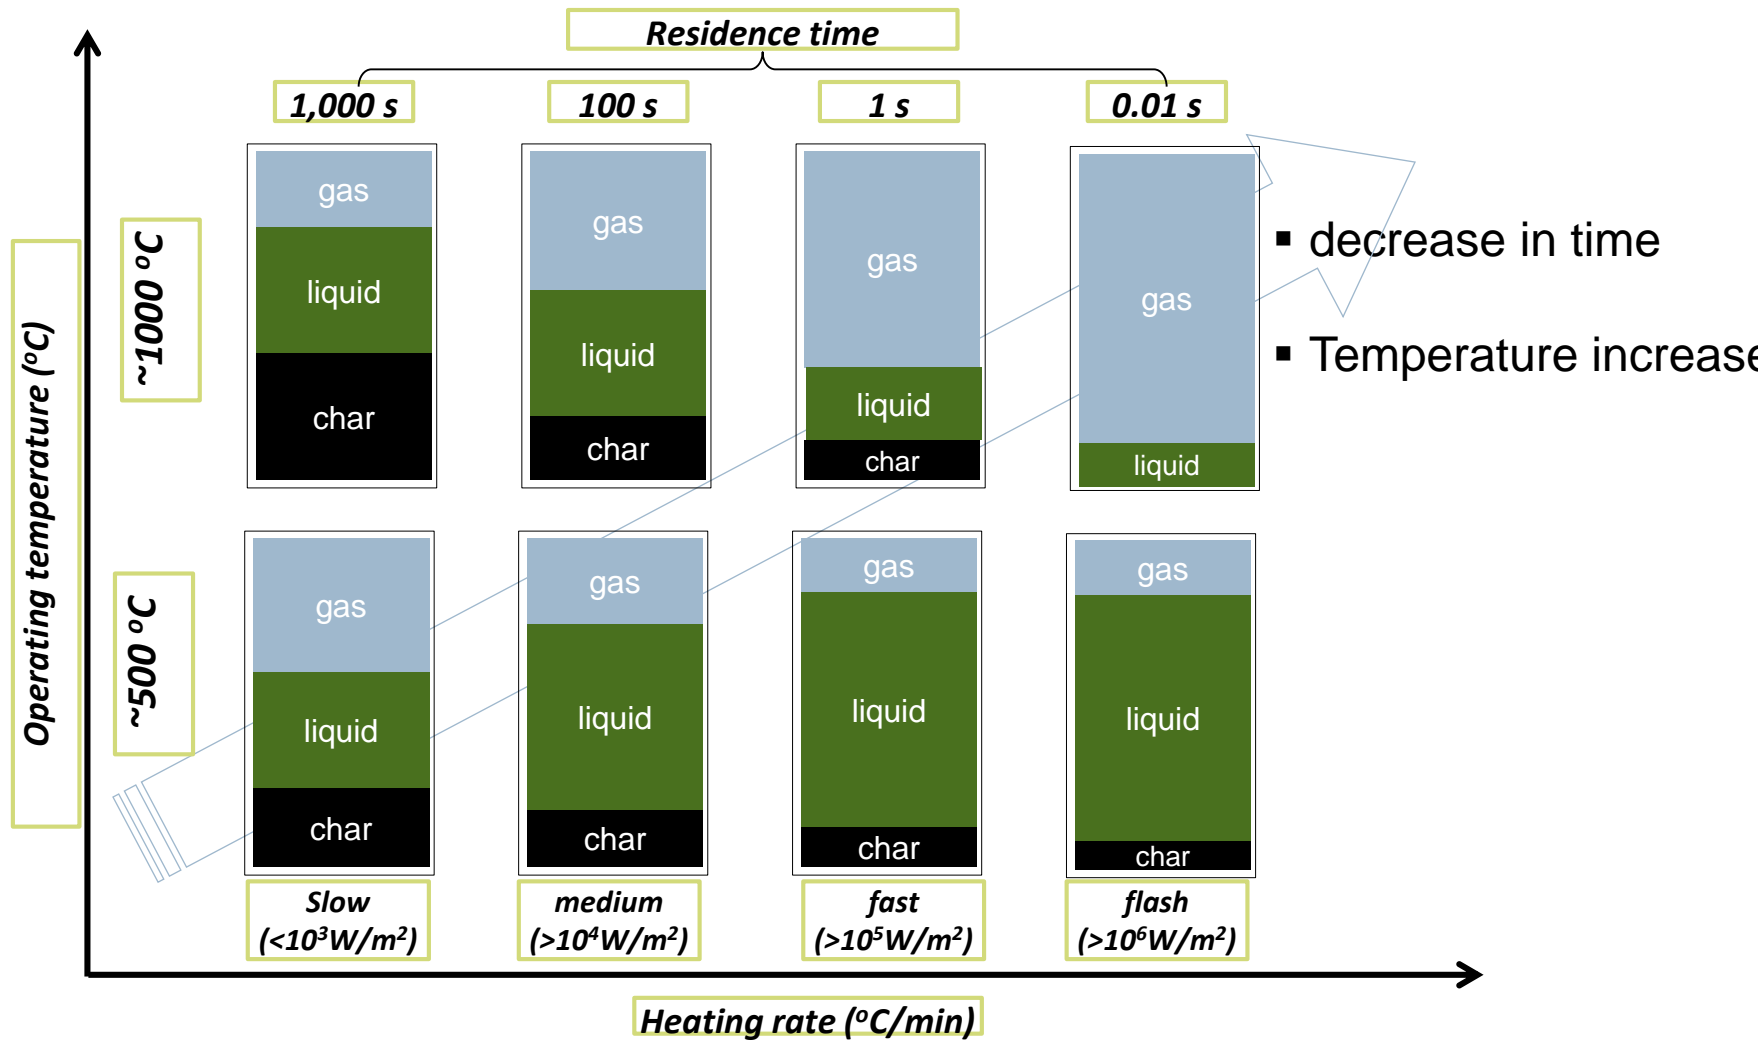 Residence time
1,000 s
100 s
1 s
0.01 s
Operating temperature (°C)
~1000 °C
gas
liquid
char
gas
liquid
char
gas
liquid
char
gas
liquid
▪ decrease in time
▪ Temperature increase
~500 °C
gas
liquid
char
gas
liquid
char
gas
liquid
char
gas
liquid
char
Slow
(<10³W/m²)
medium
(>10⁴W/m²)
fast
(>10⁵W/m²)
flash
(>10⁶W/m²)
Heating rate (°C/min)